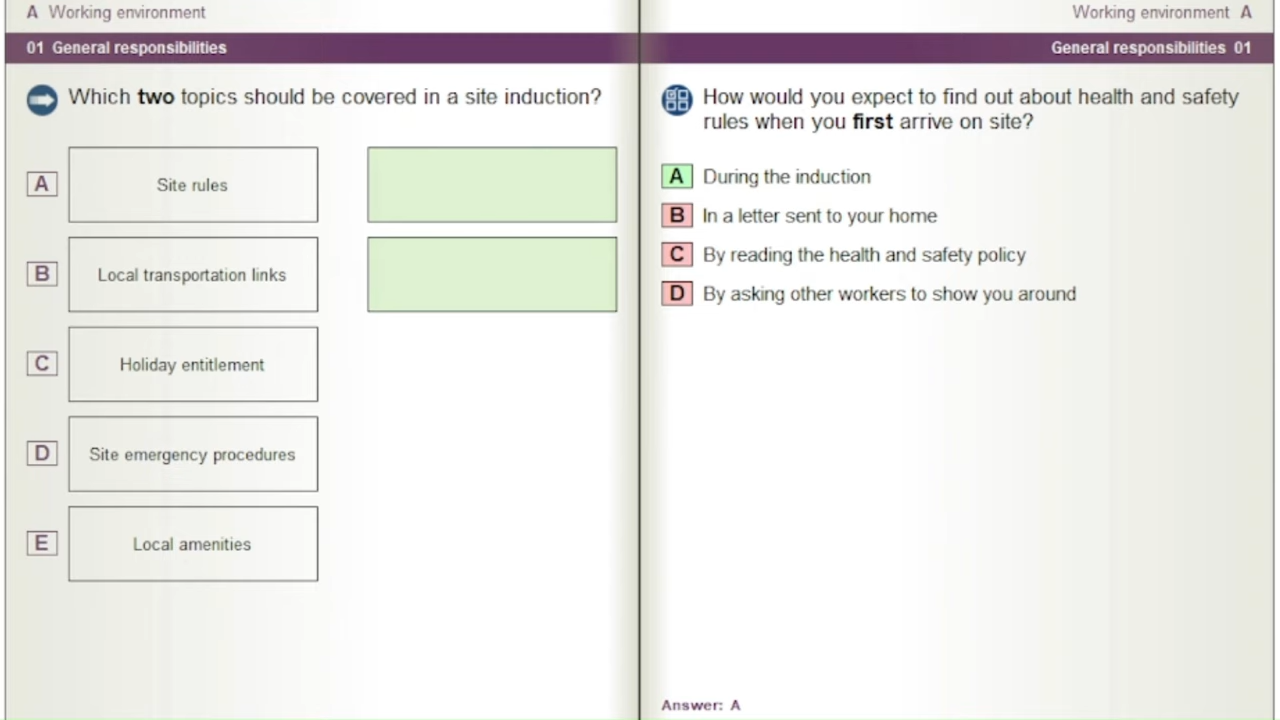 A Working environment
01 General responsibilities
Which two topics should be covered in a site induction?
A Site rules
B Local transportation links
C Holiday entitlement
D Site emergency procedures
E Local amenities
Working environment A
General responsibilities 01
How would you expect to find out about health and safety
rules when you first arrive on site?
A During the induction
B In a letter sent to your home
C By reading the health and safety policy
D By asking other workers to show you around
Answer: A